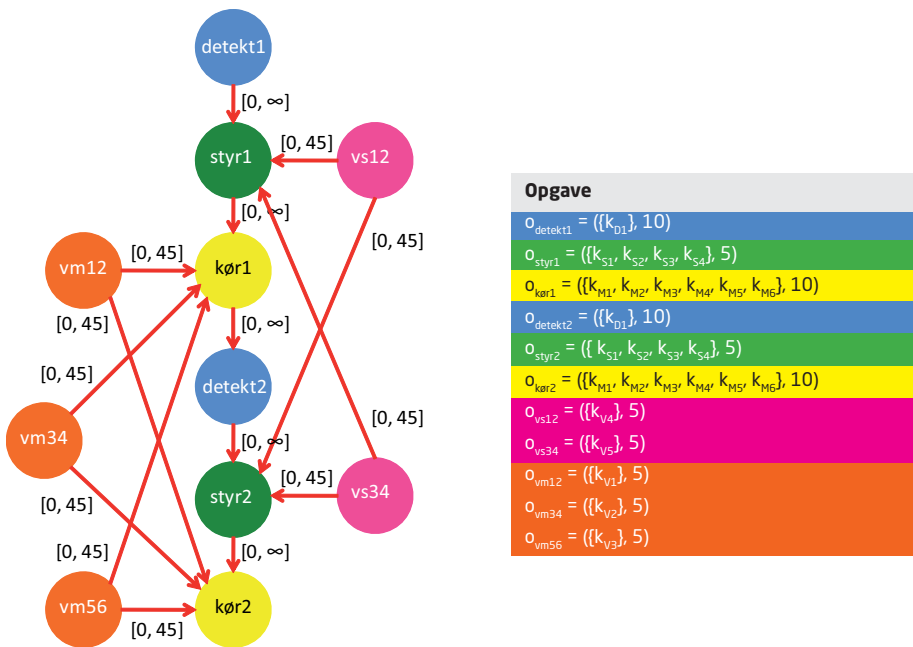 detekt1
[0, ∞]
styr1
[0, 45]
vs12
[0, ∞]
[0, 45]
vm12
[0, 45]
kør1
[0, 45]
[0, ∞]
[0, 45]
detekt2
vm34
[0, ∞]
[0, 45]
[0, 45]
styr2
[0, 45]
vs34
[0, 45]
[0, ∞]
vm56
[0, 45]
kør2
Opgave
o_detekt1 = ({k_D1}, 10)
o_styr1 = ({k_S1, k_S2, k_S3, k_S4}, 5)
o_kør1 = ({k_M1, k_M2, k_M3, k_M4, k_M5, k_M6}, 10)
o_detekt2 = ({k_D1}, 10)
o_styr2 = ({ k_S1, k_S2, k_S3, k_S4}, 5)
o_kør2 = ({k_M1, k_M2, k_M3, k_M4, k_M5, k_M6}, 10)
o_vs12 = ({k_V4}, 5)
o_vs34 = ({k_V5}, 5)
o_vm12 = ({k_V1}, 5)
o_vm34 = ({k_V2}, 5)
o_vm56 = ({k_V3}, 5)